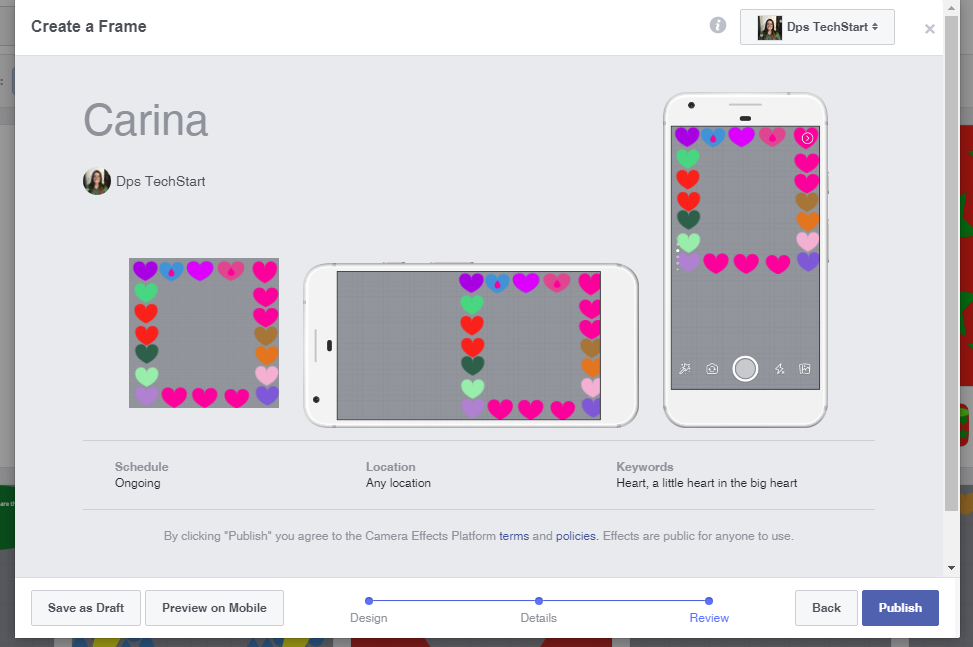 Create a Frame
Dps TechStart
Carina
Dps TechStart
Schedule
Ongoing
Location
Any location
Keywords
Heart, a little heart in the big heart
By clicking "Publish" you agree to the Camera Effects Platform terms and policies. Effects are public for anyone to use.
Save as Draft
Preview on Mobile
Design
Details
Review
Back
Publish